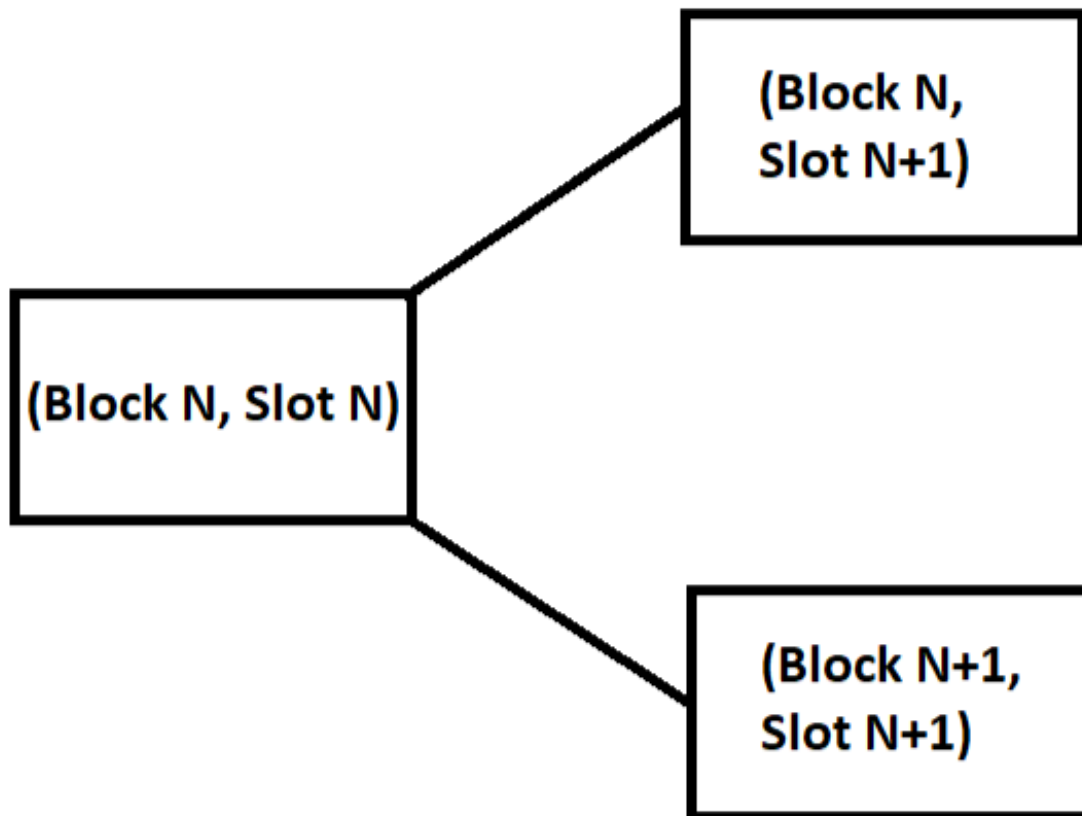 (Block N,
Slot N+1)
(Block N, Slot N)
(Block N+1,
Slot N+1)